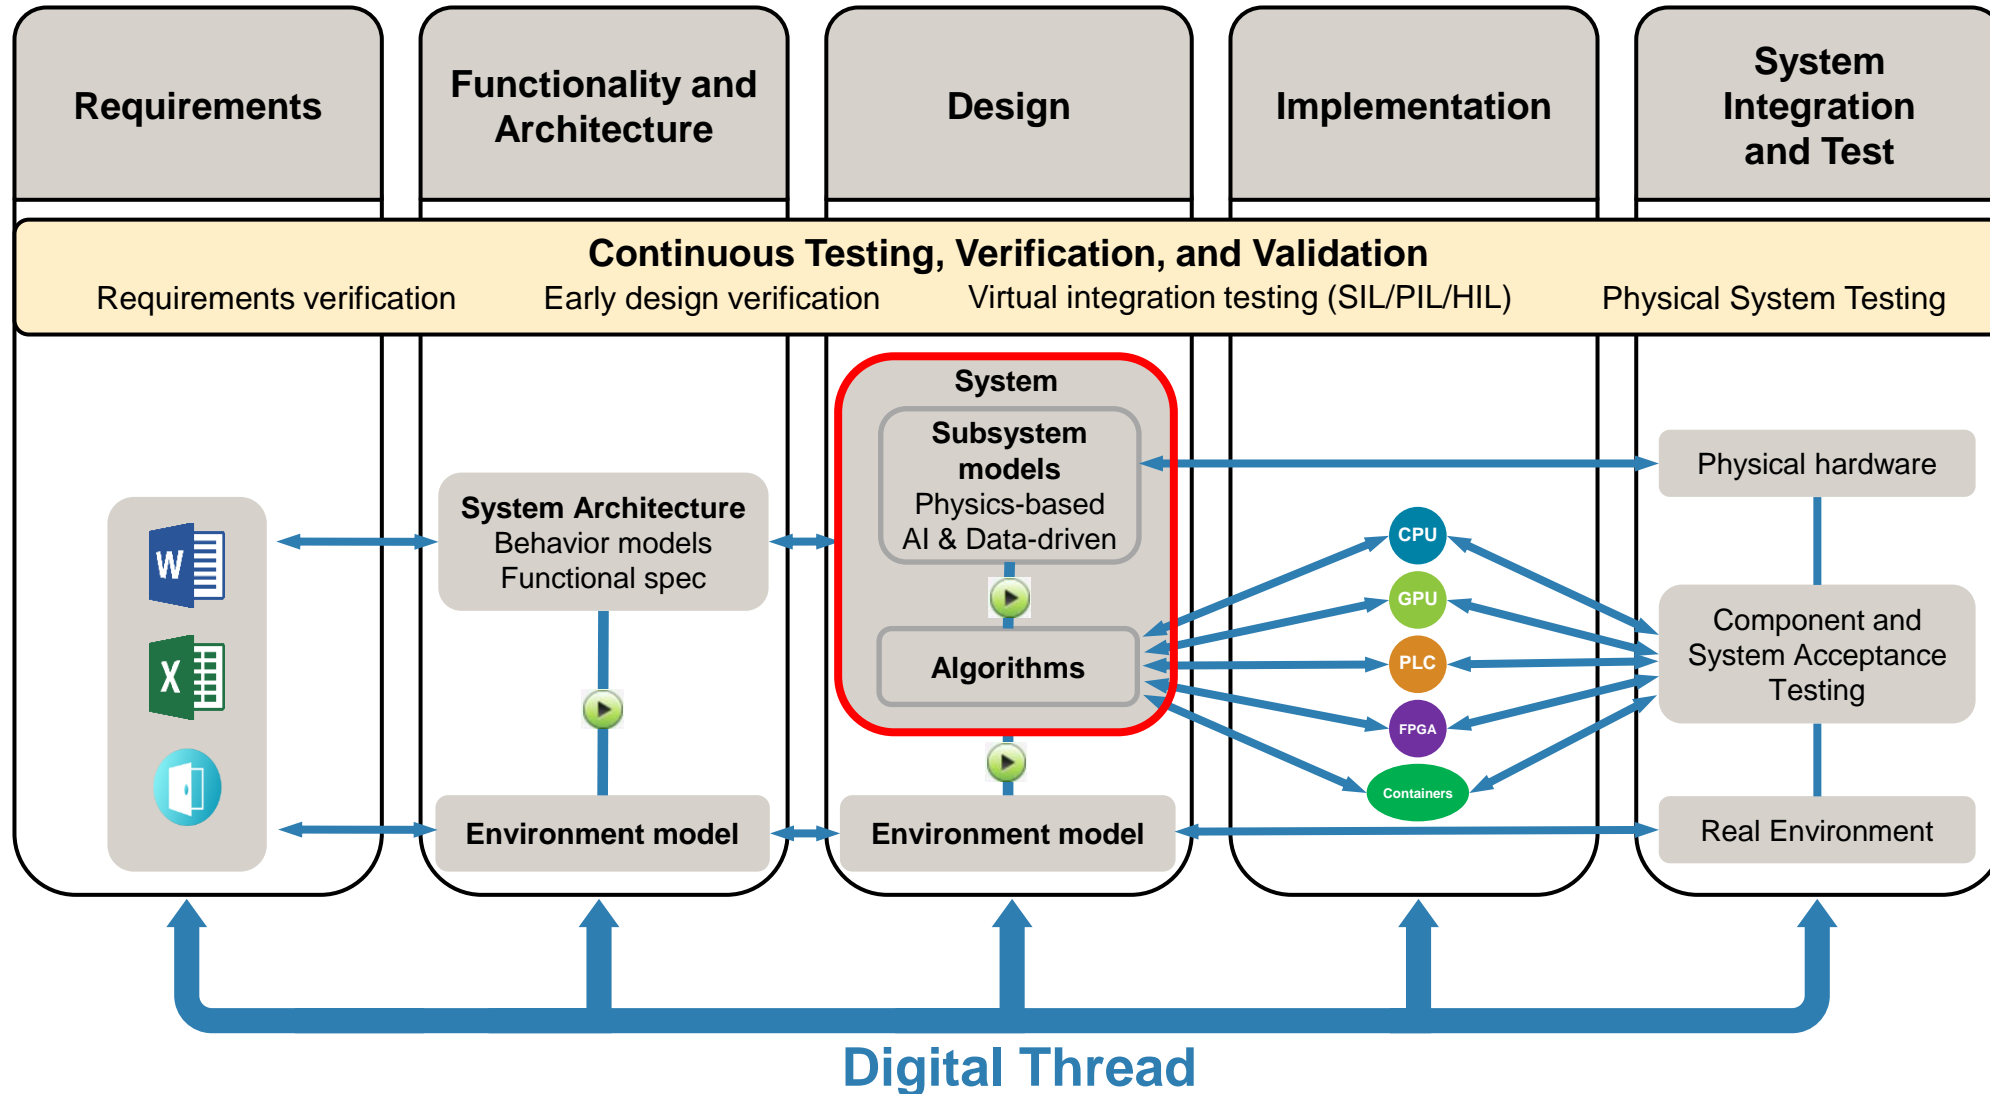 Requirements
Functionality and
Architecture
Design
Implementation
System
Integration
and Test
Continuous Testing, Verification, and Validation
Requirements verification
Early design verification
Virtual integration testing (SIL/PIL/HIL)
Physical System Testing
W
X
System Architecture
Behavior models
Functional spec
Environment model
System
Subsystem
models
Physics-based
AI & Data-driven
Algorithms
Environment model
CPU
GPU
PLC
FPGA
Containers
Physical hardware
Component and
System Acceptance
Testing
Real Environment
Digital Thread